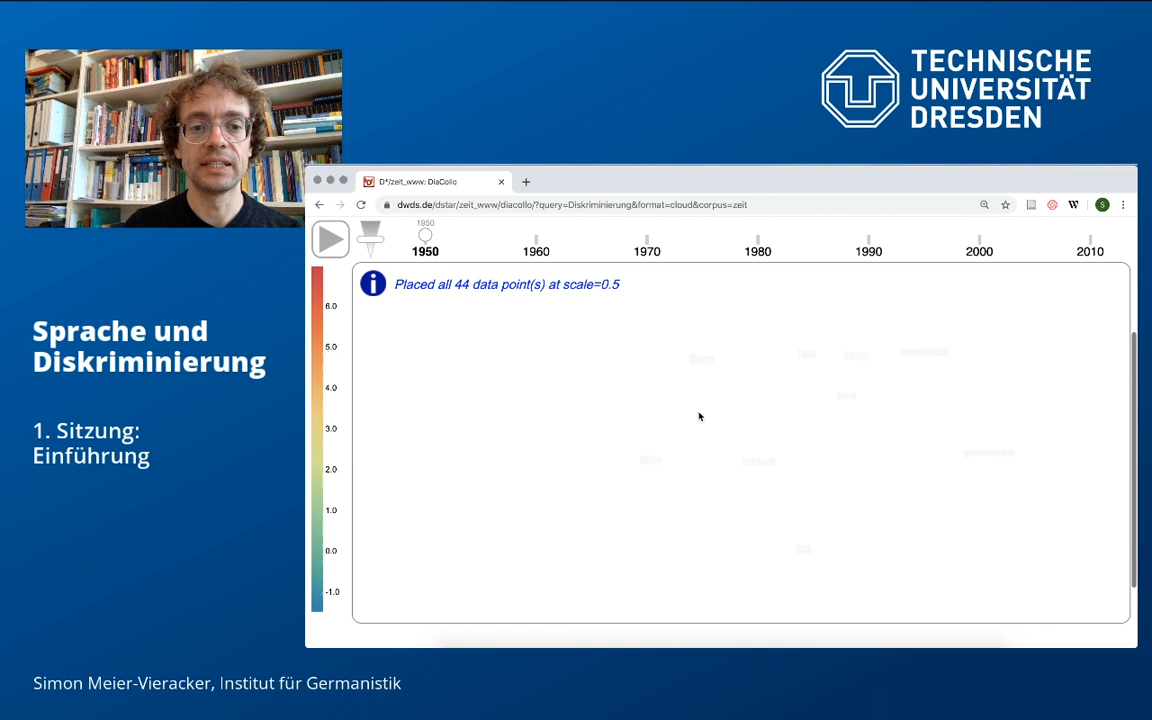 TECHNISCHE
UNIVERSITÄT
DRESDEN
D*/zeit_www: DiaCollo
dwds.de/dstar/zeit_www/diacollo/?query=Diskriminierung&format=cloud&corpus=zeit
S
1950
1950 1960 1970 1980 1990 2000 2010
Placed all 44 data point(s) at scale=0.5
6.0
5.0
4.0
3.0
2.0
1.0
0.0
-1.0
britisch
Sprache und
Diskriminierung
1. Sitzung:
Einführung
Simon Meier-Vieracker, Institut für Germanistik